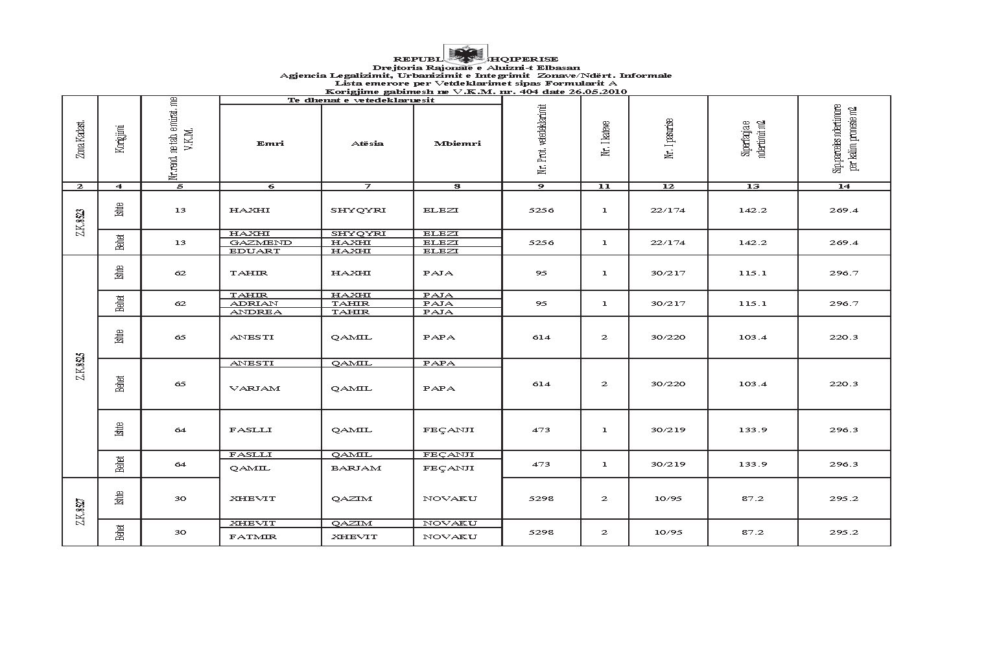 REPUBL HQIPERISE
Drejtoria Rajonale e Aluizni-t Elbasan
Agjencia Legalizimit, Urbanizimit e Integrimit Zonave/Ndërt. Informale
Lista emerore per Vetdeklarimet sipas Formularit A
Korigjime gabimesh ne V.K.M. nr. 404 date 26.05.2010
Zona Kadast. Korigjimi Nr.rend. ne tab. emirat. me V.K.M. Te dhenat e vetedeklaruesit Nr. Prot. vetedeklarimit Nr. I kateve Nr. I pasurise Siperfaqja e ndertimit m2 Sip.parceles ndertimore per kalim pronesie m2
Emri Atësia Mbiemri
2 4 5 6 7 8 9 11 12 13 14
Z.K.8523 Ishte 13 HAXHI SHYQYRI ELEZI 5256 1 22/174 142.2 269.4
Behet 13 HAXHI SHYQYRI ELEZI 5256 1 22/174 142.2 269.4
GAZMEND HAXHI ELEZI
EDUART HAXHI ELEZI
Z.K.8525 Ishte 62 TAHIR HAXHI PAJA 95 1 30/217 115.1 296.7
Behet 62 TAHIR HAXHI PAJA 95 1 30/217 115.1 296.7
ADRIAN TAHIR PAJA
ANDREA TAHIR PAJA
Ishte 65 ANESTI QAMIL PAPA 614 2 30/220 103.4 220.3
Behet 65 ANESTI QAMIL PAPA 614 2 30/220 103.4 220.3
VARJAM QAMIL PAPA
Ishte 64 FASLLI QAMIL FEÇANJI 473 1 30/219 133.9 296.3
Behet 64 FASLLI QAMIL FEÇANJI 473 1 30/219 133.9 296.3
QAMIL BARJAM FEÇANJI
Z.K.8527 Ishte 30 XHEVIT QAZIM NOVAKU 5298 2 10/95 87.2 295.2
Behet 30 XHEVIT QAZIM NOVAKU 5298 2 10/95 87.2 295.2
FATMIR XHEVIT NOVAKU